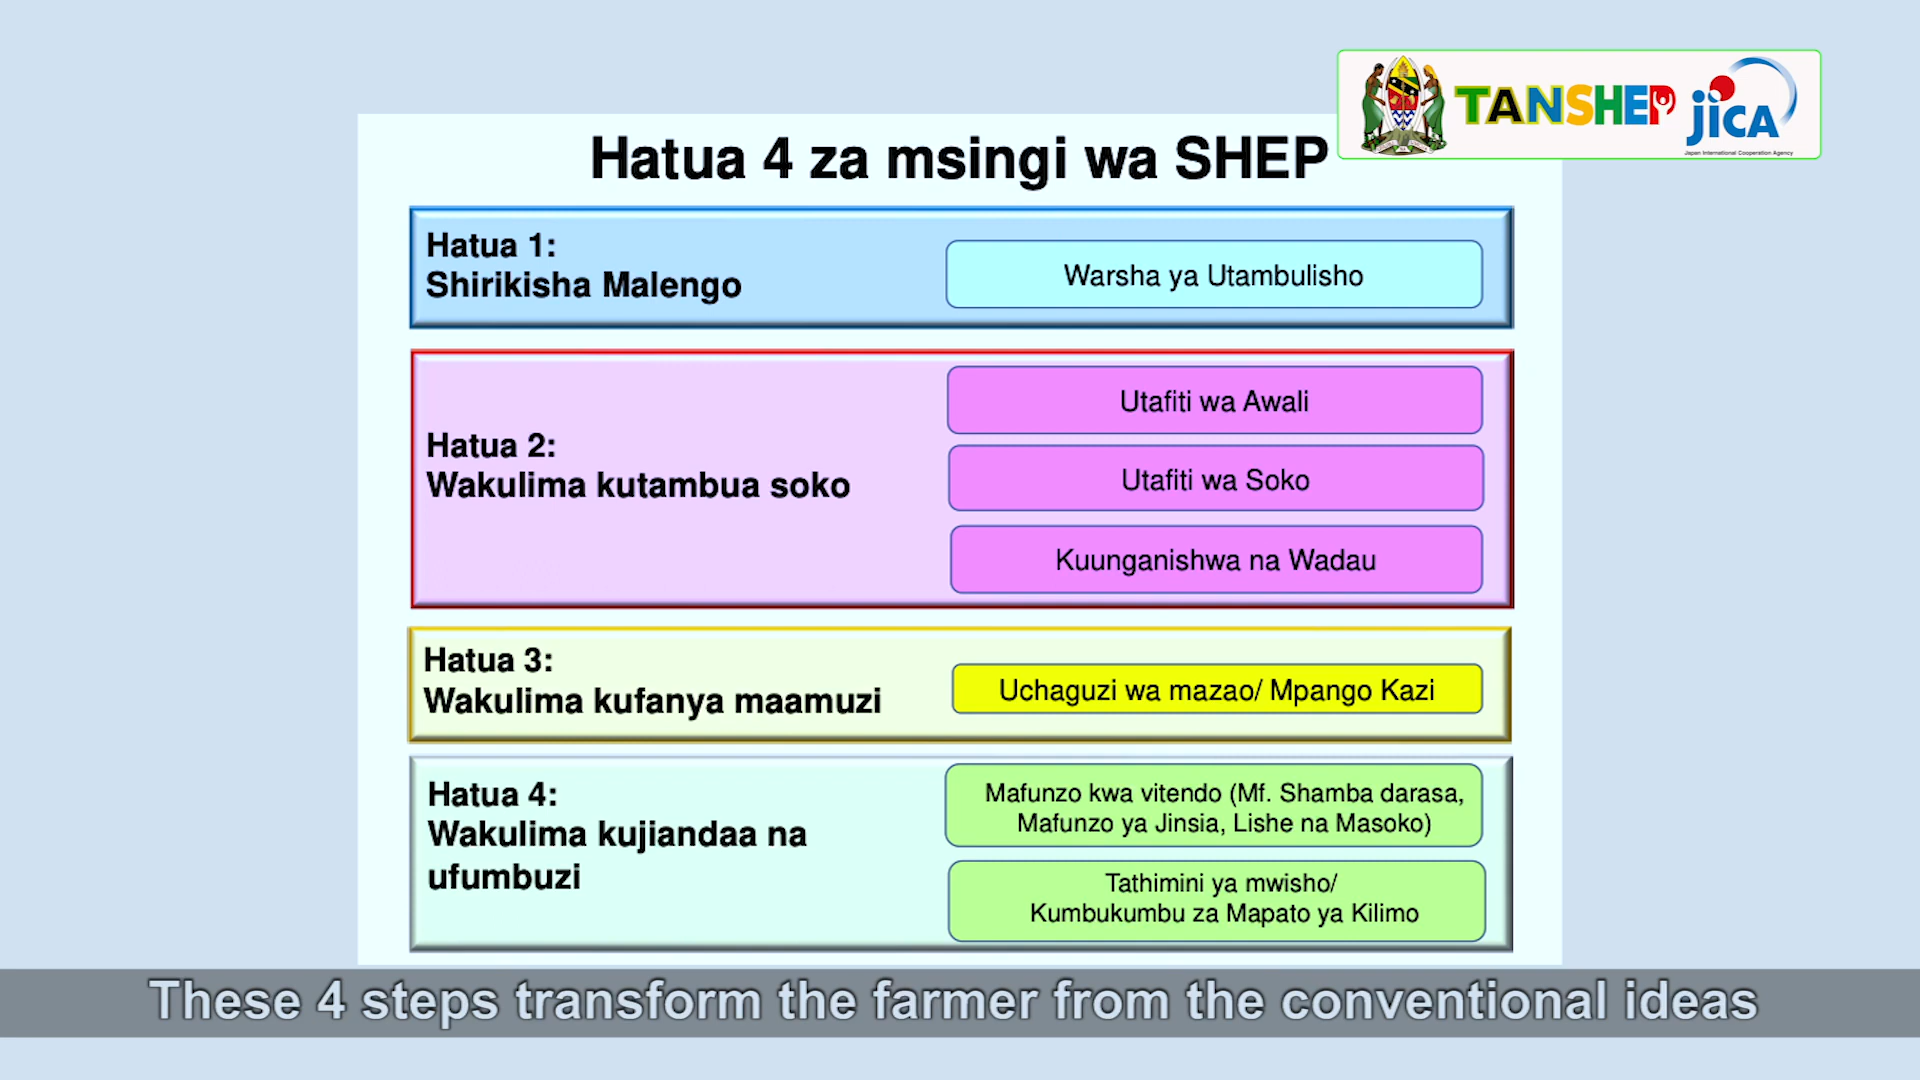 TANSHEP
jICA
Japan International Cooperation Agency
Hatua 4 za msingi wa SHEP
Hatua 1:
Shirikisha Malengo
Warsha ya Utambulisho
Hatua 2:
Wakulima kutambua soko
Utafiti wa Awali
Utafiti wa Soko
Kuunganishwa na Wadau
Hatua 3:
Wakulima kufanya maamuzi
Uchaguzi wa mazao/ Mpango Kazi
Hatua 4:
Wakulima kujiandaa na
ufumbuzi
Mafunzo kwa vitendo (Mf. Shamba darasa,
Mafunzo ya Jinsia, Lishe na Masoko)
Tathimini ya mwisho/
Kumbukumbu za Mapato ya Kilimo
These 4 steps transform the farmer from the conventional ideas